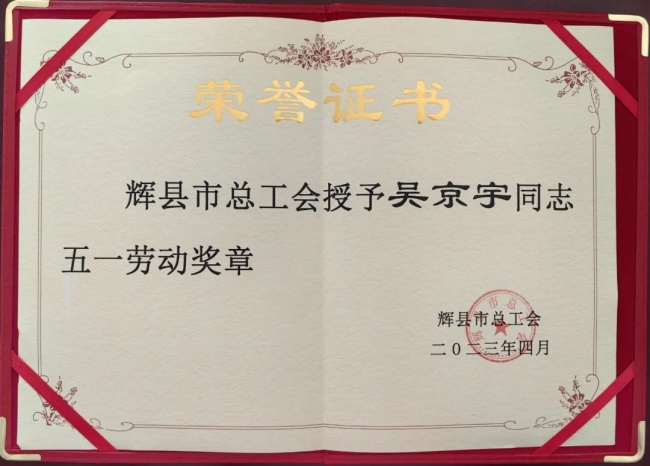 荣誉证书
辉县市总工会授予吴京宇同志
五一劳动奖章
辉县市总工会
二0二三年四月